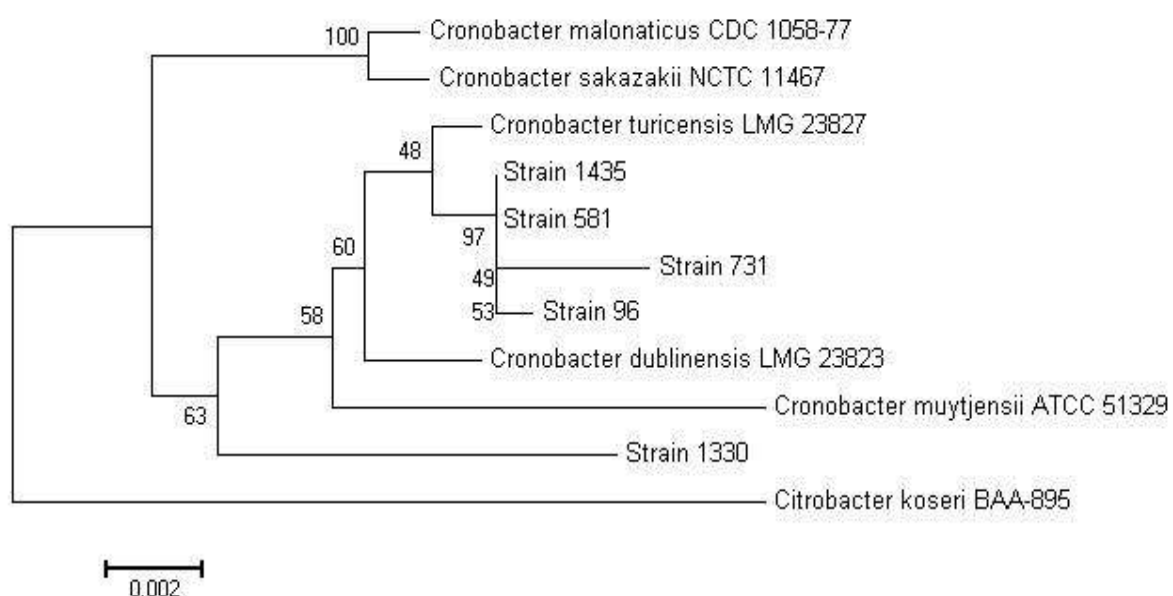 100
Cronobacter malonaticus CDC 1058-77
Cronobacter sakazakii NCTC 11467
Cronobacter turicensis LMG 23827
48
Strain 1435
Strain 581
97
60
Strain 731
49
53
Strain 96
58
Cronobacter dublinensis LMG 23823
Cronobacter muytjensii ATCC 51329
63
Strain 1330
Citrobacter koseri BAA-895
0.002